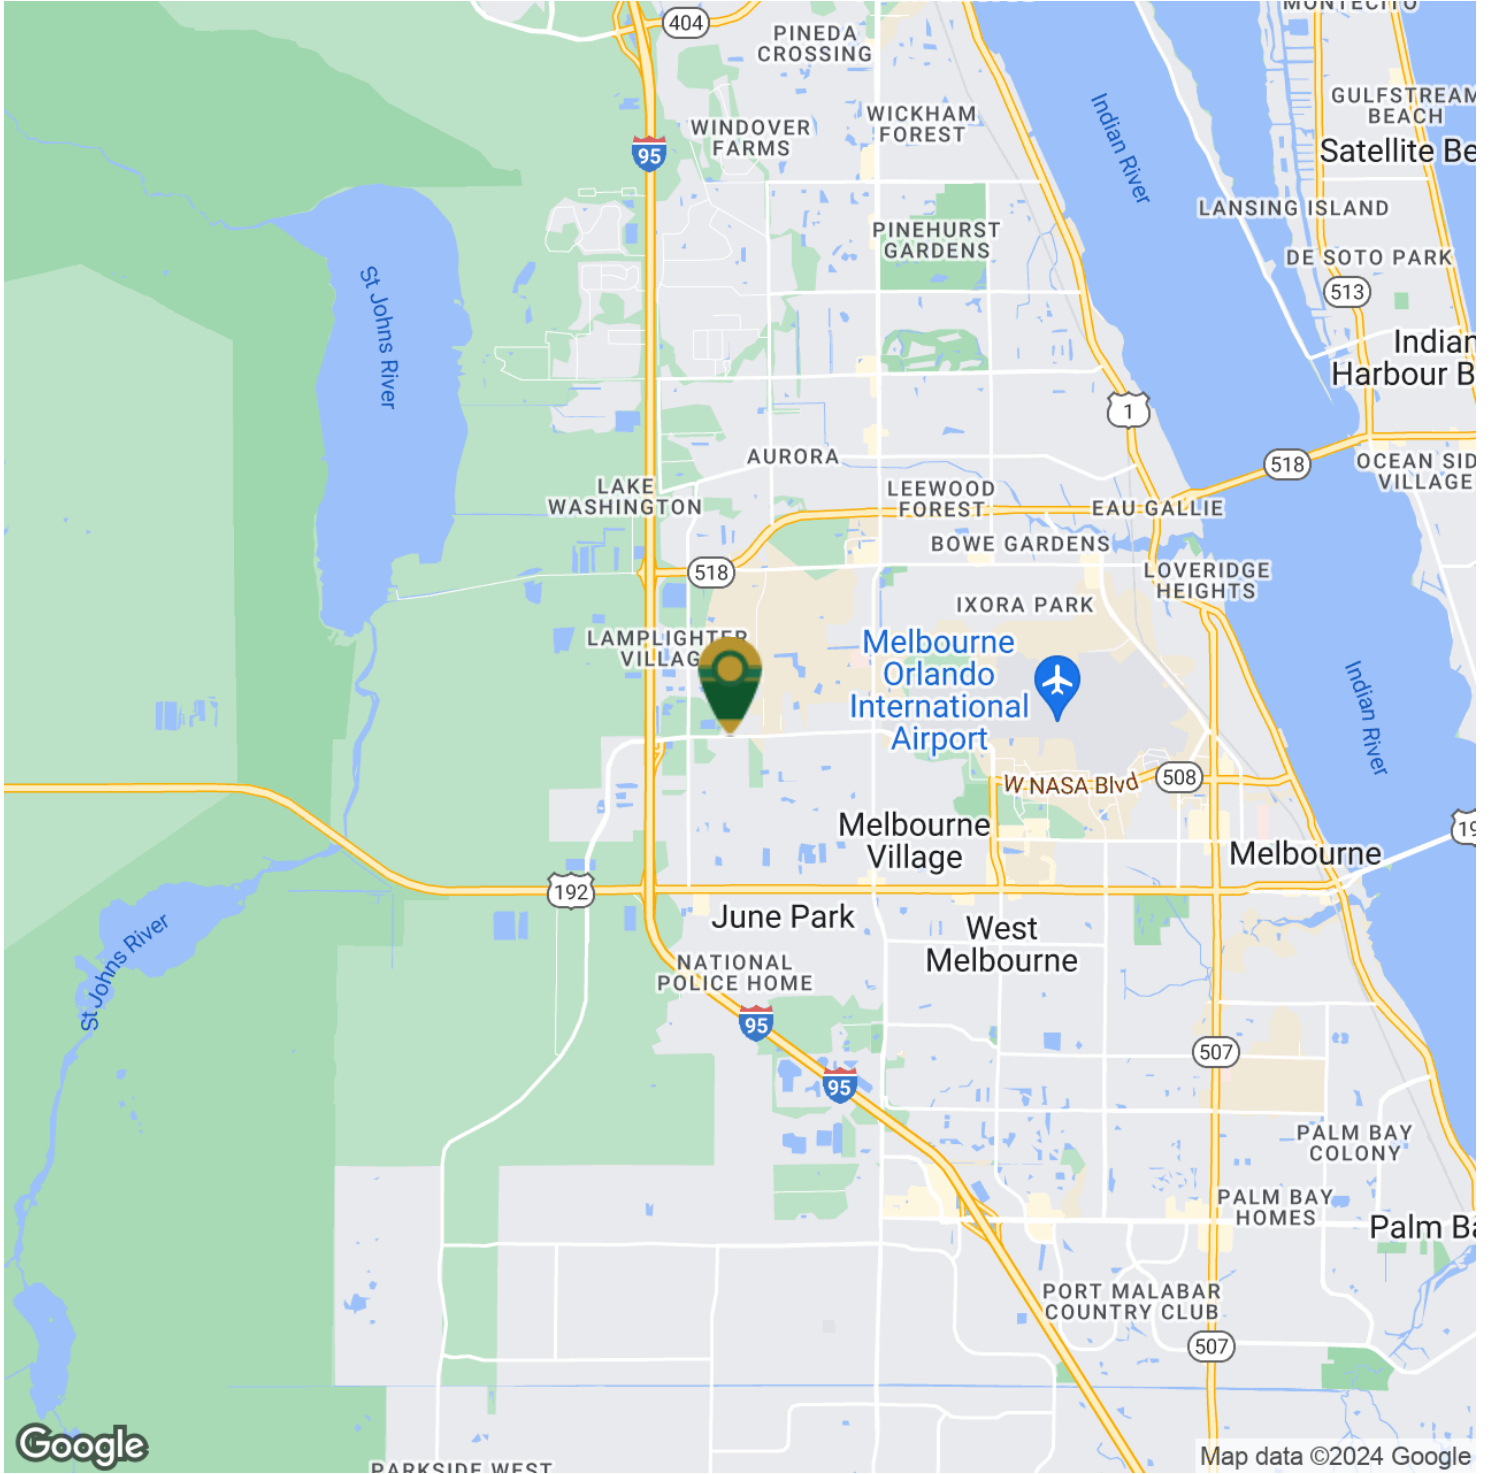 MONTECITO
404
PINEDA
CROSSING
Indian River
GULFSTREAM
BEACH
WICKHAM
FOREST
WINDOVER
FARMS
95
Satellite Be
LANSING ISLAND
PINEHURST
GARDENS
DE SOTO PARK
513
St Johns River
Indian
Harbour B
1
AURORA
518
OCEAN SID
VILLAGE
LAKE
WASHINGTON
LEEWOOD
FOREST
EAU GALLIE
BOWE GARDENS
518
LOVERIDGE
HEIGHTS
IXORA PARK
LAMPLIGHTER
VILLAG
Melbourne
Orlando
International
Airport
Indian River
W NASA Blvd
508
Melbourne
Village
19
Melbourne
192
June Park
West
Melbourne
St Johns River
NATIONAL
POLICE HOME
95
507
95
PALM BAY
COLONY
PALM BAY
HOMES
Palm Ba
PORT MALABAR
COUNTRY CLUB
507
Google
Map data ©2024 Google
PARKSIDE WEST